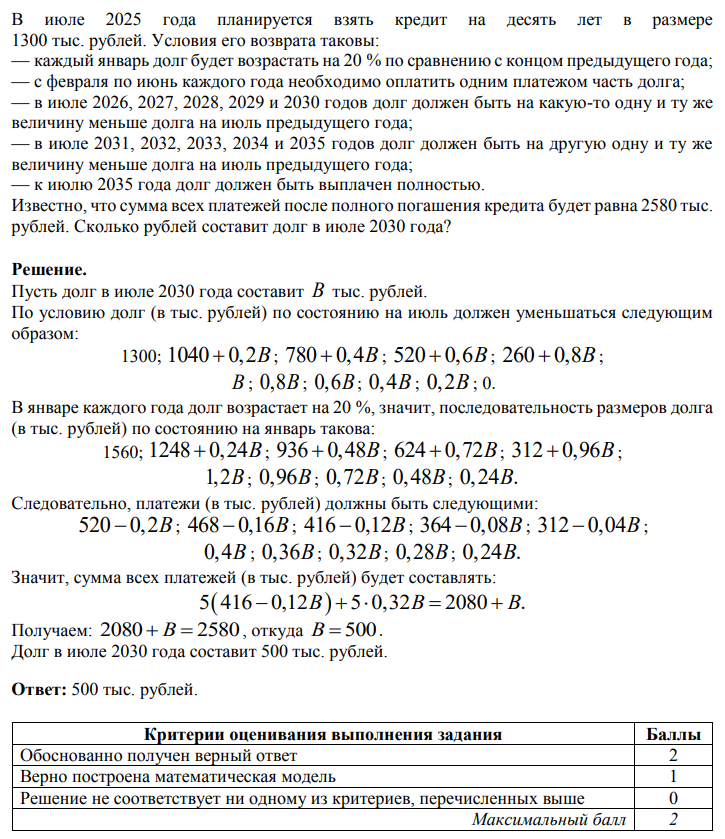 В июле 2025 года планируется взять кредит на десять лет в размере
1300 тыс. рублей. Условия его возврата таковы:
— каждый январь долг будет возрастать на 20 % по сравнению с концом предыдущего года;
— с февраля по июнь каждого года необходимо оплатить одним платежом часть долга;
— в июле 2026, 2027, 2028, 2029 и 2030 годов долг должен быть на какую-то одну и ту же
величину меньше долга на июль предыдущего года;
— в июле 2031, 2032, 2033, 2034 и 2035 годов долг должен быть на другую одну и ту же
величину меньше долга на июль предыдущего года;
— к июлю 2035 года долг должен быть выплачен полностью.
Известно, что сумма всех платежей после полного погашения кредита будет равна 2580 тыс.
рублей. Сколько рублей составит долг в июле 2030 года?
Решение.
Пусть долг в июле 2030 года составит B тыс. рублей.
По условию долг (в тыс. рублей) по состоянию на июль должен уменьшаться следующим
образом:
1300; 1040 + 0,2B ; 780 + 0,4B ; 520 + 0,6B ; 260 + 0,8B ;
B ; 0,8B ; 0,6B ; 0,4B ; 0,2B ; 0.
В январе каждого года долг возрастает на 20 %, значит, последовательность размеров долга
(в тыс. рублей) по состоянию на январь такова:
1560; 1248 + 0,24B ; 936 + 0,48B ; 624 + 0,72B ; 312 + 0,96B ;
1,2B ; 0,96B ; 0,72B ; 0,48B ; 0,24B.
Следовательно, платежи (в тыс. рублей) должны быть следующими:
520 − 0,2B ; 468 − 0,16B ; 416 − 0,12B ; 364 − 0,08B ; 312 − 0,04B ;
0,4B ; 0,36B ; 0,32B ; 0,28B ; 0,24B.
Значит, сумма всех платежей (в тыс. рублей) будет составлять:
5(416 − 0,12B) + 5·0,32B = 2080 + B.
Получаем: 2080 + B = 2580 , откуда B = 500 .
Долг в июле 2030 года составит 500 тыс. рублей.
Ответ: 500 тыс. рублей.
Критерии оценивания выполнения задания Баллы
Обоснованно получен верный ответ 2
Верно построена математическая модель 1
Решение не соответствует ни одному из критериев, перечисленных выше 0
Максимальный балл 2